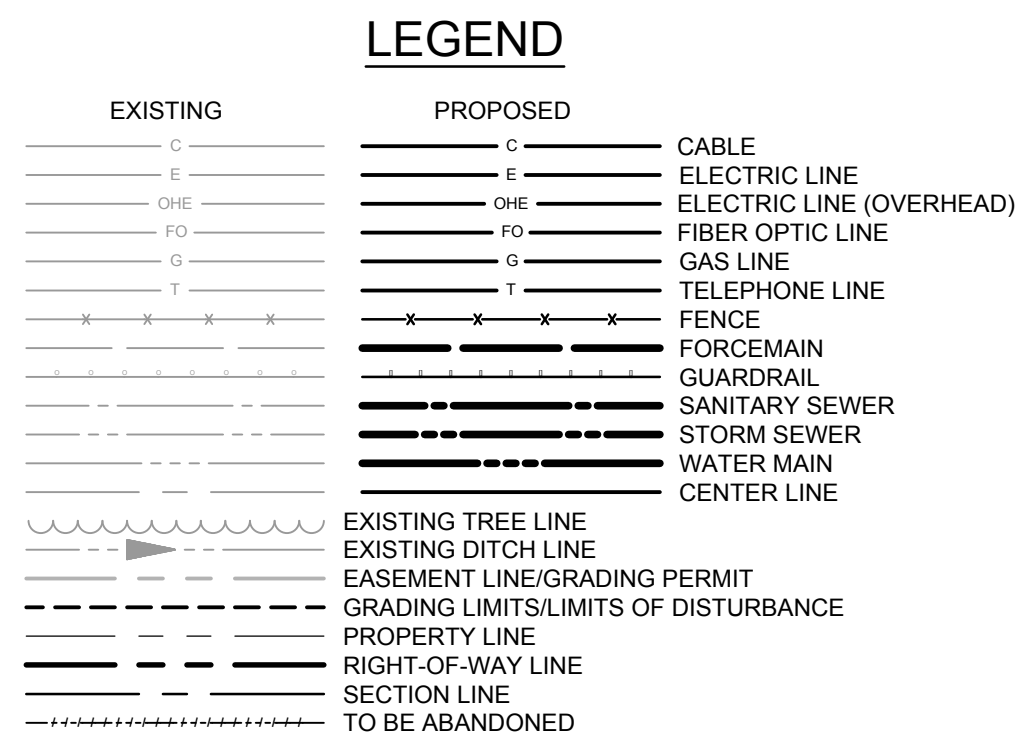 LEGEND
EXISTING PROPOSED
C C CABLE
E E ELECTRIC LINE
OHE OHE ELECTRIC LINE (OVERHEAD)
FO FO FIBER OPTIC LINE
G G GAS LINE
T T TELEPHONE LINE
FENCE
FORCEMAIN
GUARDRAIL
SANITARY SEWER
STORM SEWER
WATER MAIN
CENTER LINE
EXISTING TREE LINE
EXISTING DITCH LINE
EASEMENT LINE/GRADING PERMIT
GRADING LIMITS/LIMITS OF DISTURBANCE
PROPERTY LINE
RIGHT-OF-WAY LINE
SECTION LINE
TO BE ABANDONED